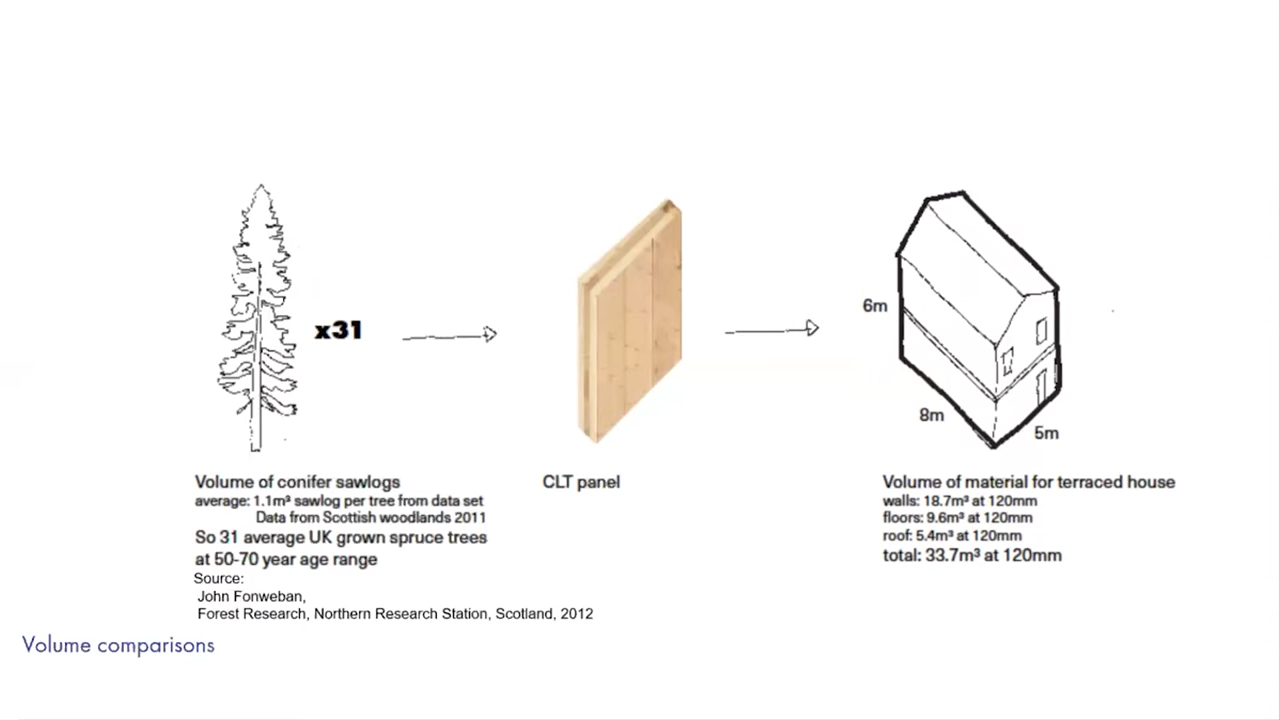 x31
6m
8m
5m
Volume of conifer sawlogs
average: 1.1m³ sawlog per tree from data set
Data from Scottish woodlands 2011
So 31 average UK grown spruce trees
at 50-70 year age range
Source:
John Fonweban,
Forest Research, Northern Research Station, Scotland, 2012
CLT panel
Volume of material for terraced house
walls: 18.7m³ at 120mm
floors: 9.6m³ at 120mm
roof: 5.4m³ at 120mm
total: 33.7m³ at 120mm
Volume comparisons